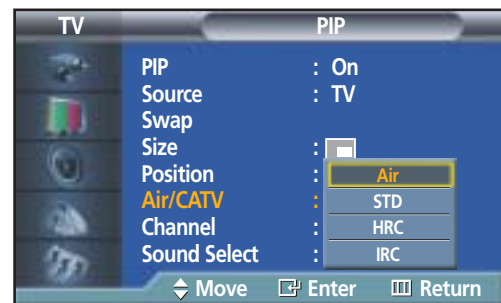 TV PIP
PIP : On
Source : TV
Swap
Size :
Position : Air
Air/CATV : STD
Channel : HRC
Sound Select : IRC
Move Enter Return